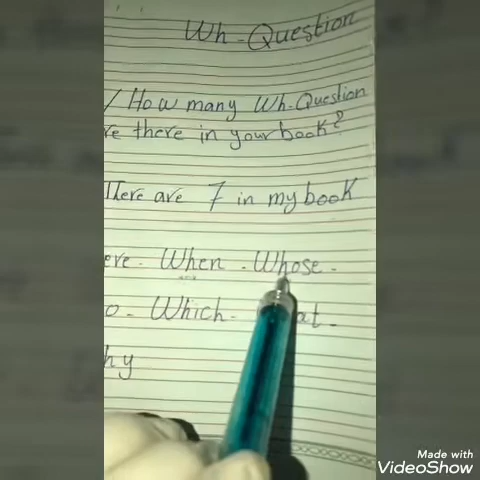 Wh-Question
/ How many Wh-Question
re there in your book?
There are 7 in my book
ere - When - Whose -
o - Which - at -
hy
Made with
VideoShow